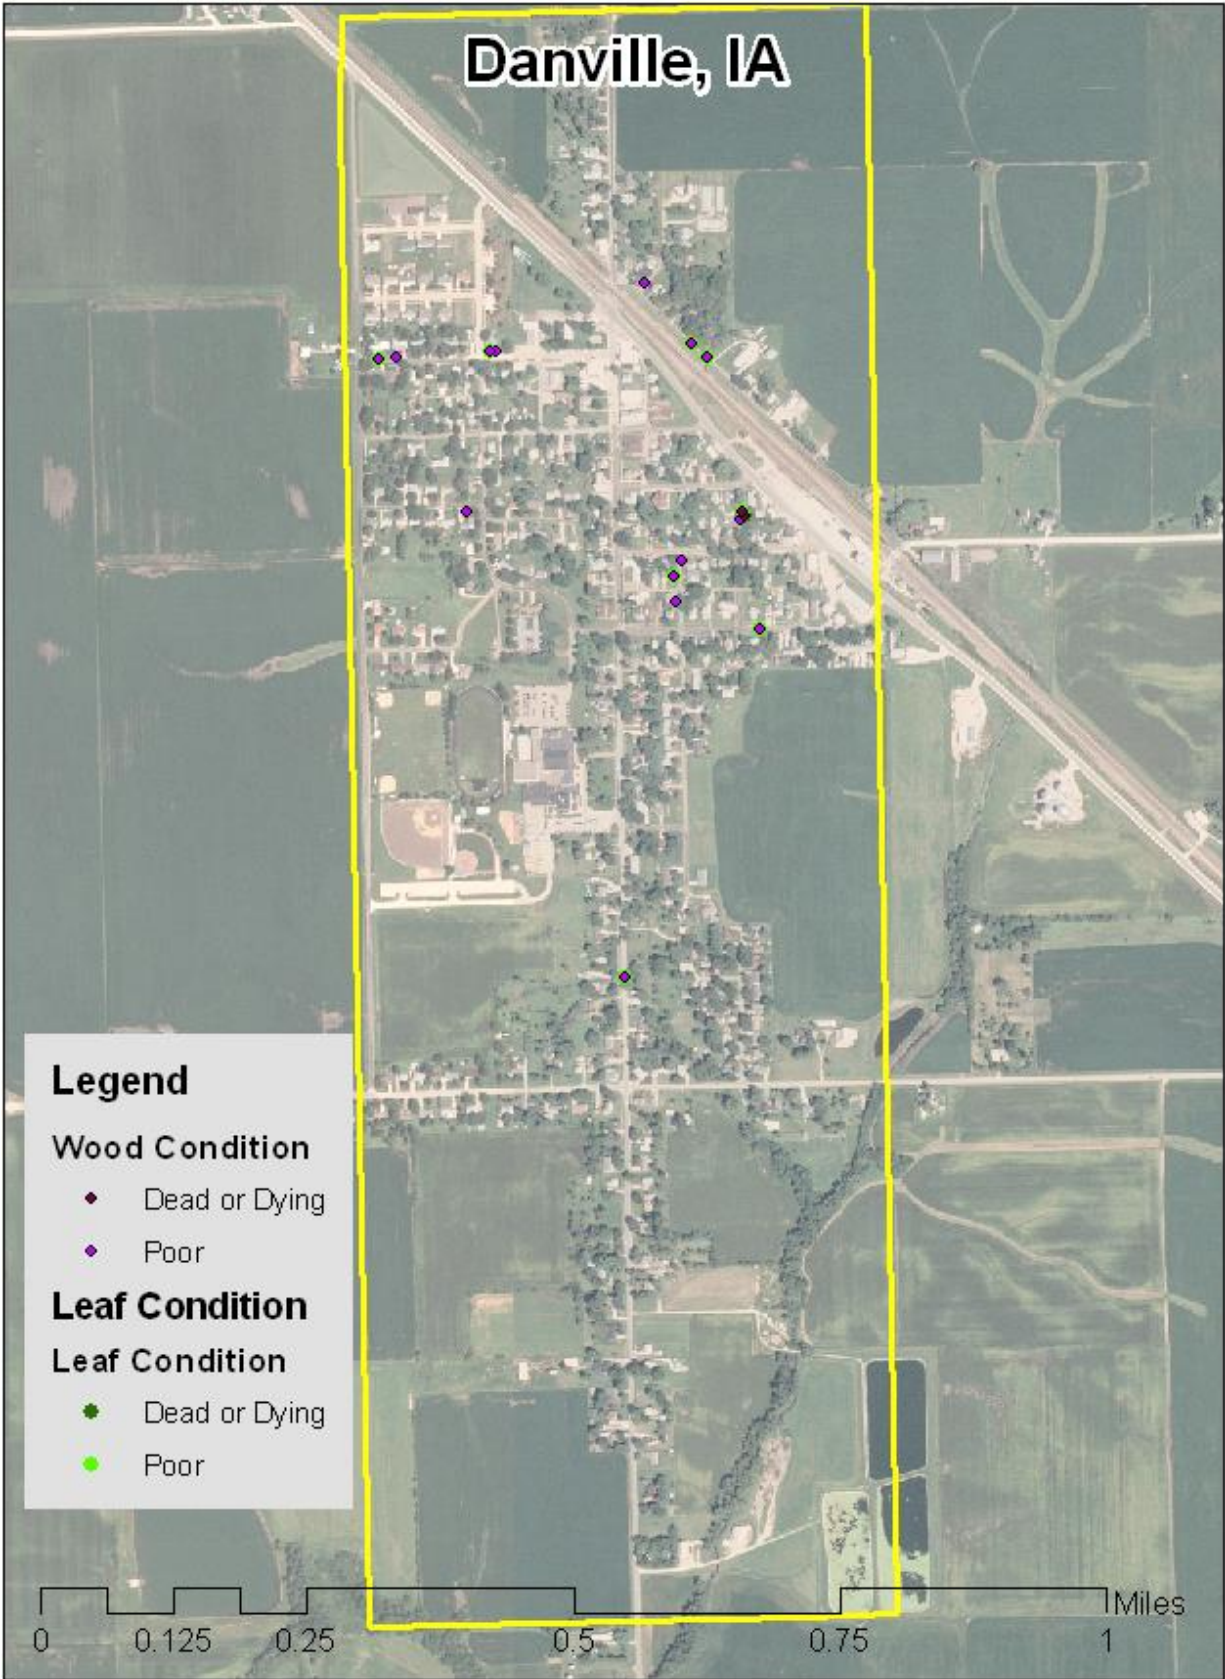 Danville, IA
Legend
Wood Condition
Dead or Dying
Poor
Leaf Condition
Leaf Condition
Dead or Dying
Poor
Miles
0 0.125 0.25 0.5 0.75 1